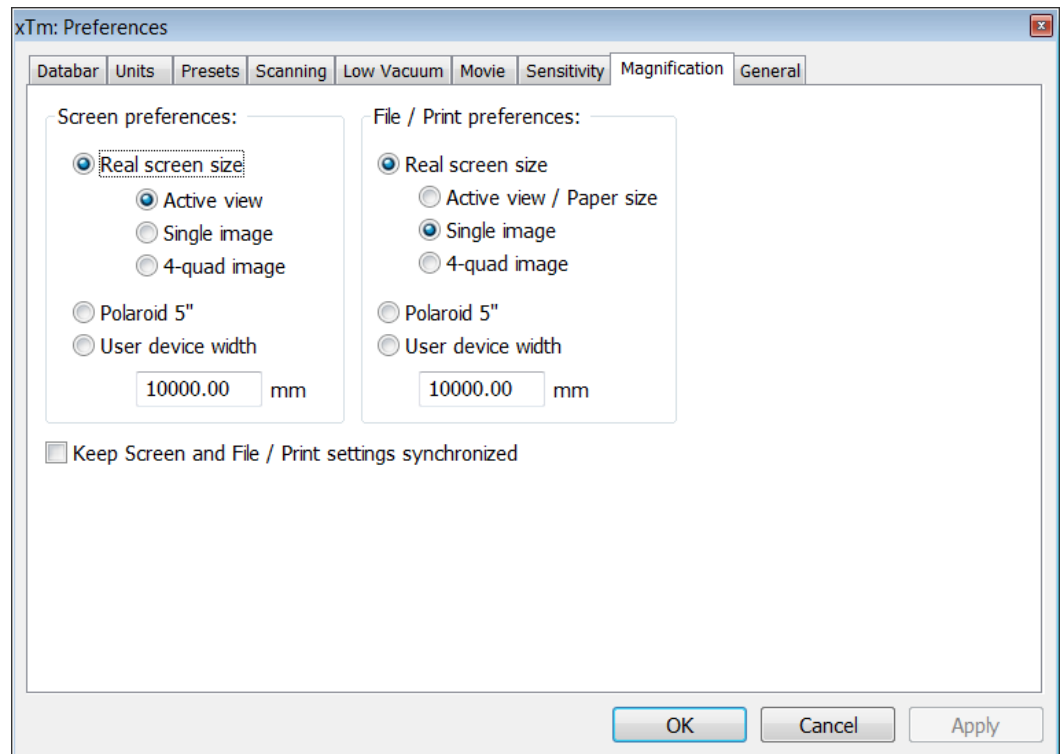 xTm: Preferences
Databar Units Presets Scanning Low Vacuum Movie Sensitivity Magnification General
Screen preferences:
Real screen size
Active view
Single image
4-quad image
Polaroid 5"
User device width
10000.00 mm
File / Print preferences:
Real screen size
Active view / Paper size
Single image
4-quad image
Polaroid 5"
User device width
10000.00 mm
Keep Screen and File / Print settings synchronized
OK Cancel Apply